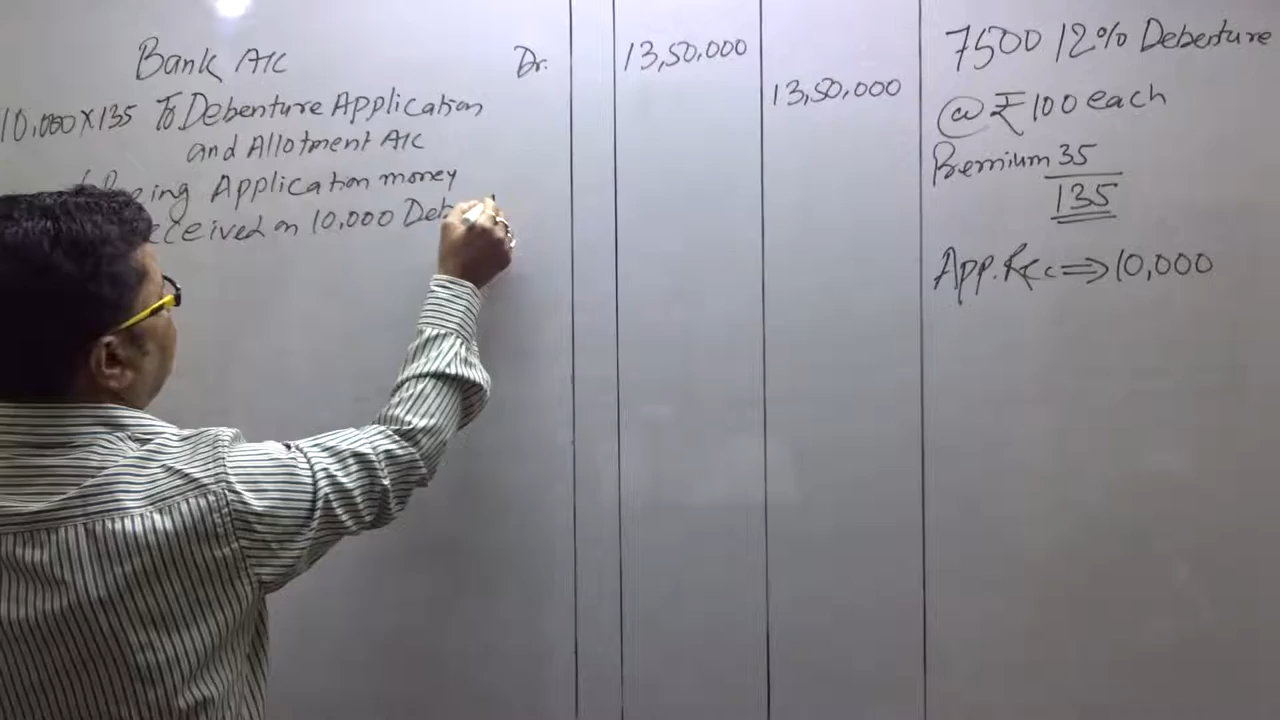 Bank A/C Dr. 13,50,000
10,000X135 To Debenture Application 13,50,000
and Allotment A/C
Application money
on 10,000 Deb
7500 12% Debenture
@ ₹ 100 each
Premium 35
135
App. Rec ⇒ 10,000